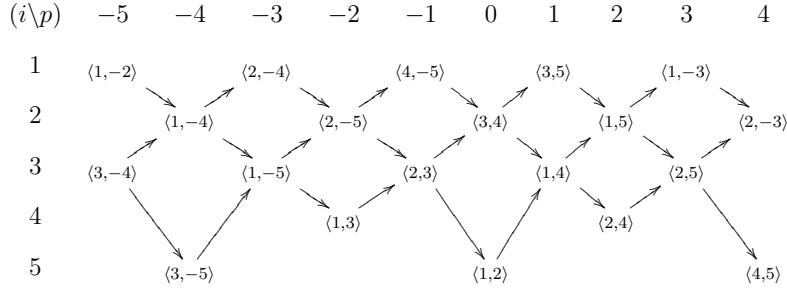 (i\p) −5 −4 −3 −2 −1 0 1 2 3 4
1 ⟨1,−2⟩ ⟨2,−4⟩ ⟨4,−5⟩ ⟨3,5⟩ ⟨1,−3⟩
2 ⟨1,−4⟩ ⟨2,−5⟩ ⟨3,4⟩ ⟨1,5⟩ ⟨2,−3⟩
3 ⟨3,−4⟩ ⟨1,−5⟩ ⟨2,3⟩ ⟨1,4⟩ ⟨2,5⟩
4 ⟨1,3⟩ ⟨2,4⟩
5 ⟨3,−5⟩ ⟨1,2⟩ ⟨4,5⟩